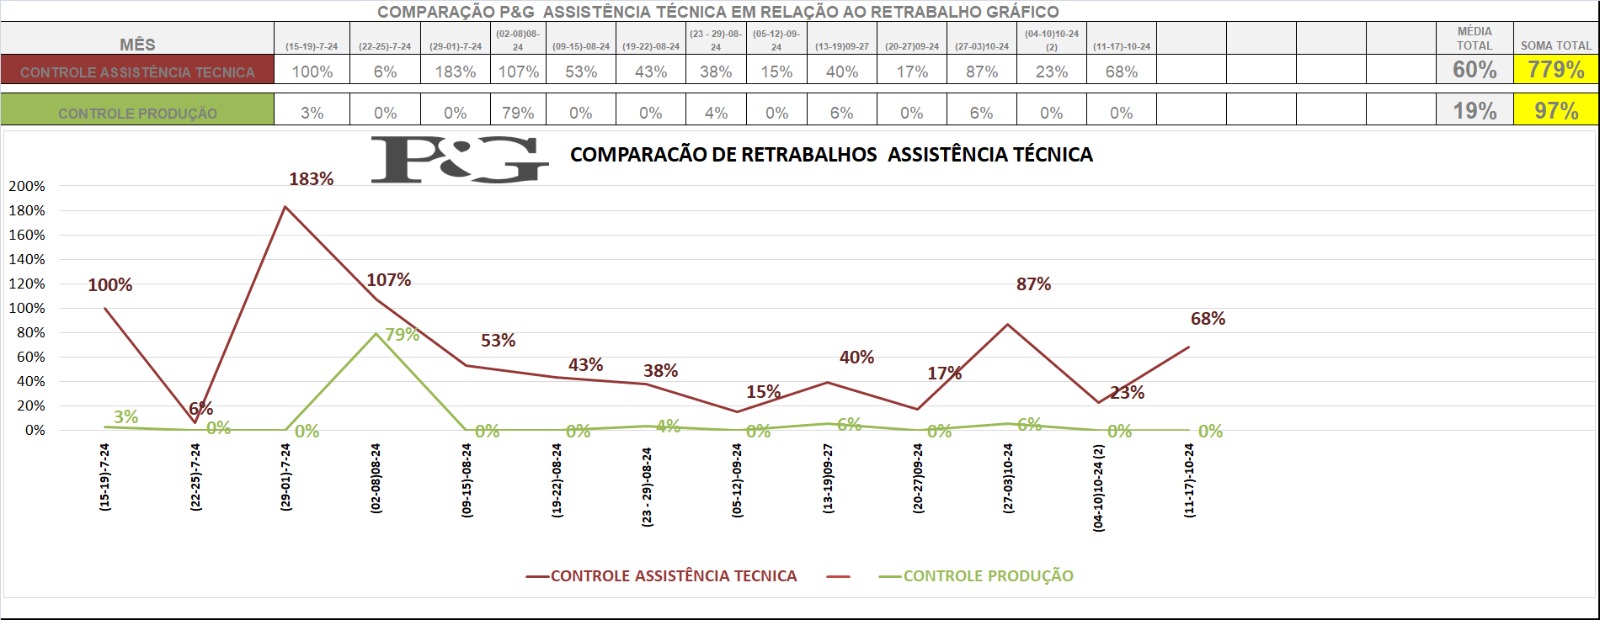 COMPARAÇÃO P&G ASSISTÊNCIA TÉCNICA EM RELAÇÃO AO RETRABALHO GRÁFICO
MÊS (15-19)-7-24 (22-25)-7-24 (29-01)-7-24 (02-08)08-24 (09-15)-08-24 (19-22)-08-24 (23 - 29)-08-24 (05-12)-09-24 (13-19)09-27 (20-27)09-24 (27-03)10-24 (04-10)10-24 (2) (11-17)-10-24 MÉDIA TOTAL SOMA TOTAL
CONTROLE ASSISTÊNCIA TECNICA 100% 6% 183% 107% 53% 43% 38% 15% 40% 17% 87% 23% 68% 60% 779%
CONTROLE PRODUÇÃO 3% 0% 0% 79% 0% 0% 4% 0% 6% 0% 6% 0% 0% 19% 97%
P&G COMPARACÃO DE RETRABALHOS ASSISTÊNCIA TÉCNICA
200%
180%
160%
140%
120%
100%
80%
60%
40%
20%
0%
100% 6% 183% 107% 53% 43% 38% 15% 40% 17% 87% 23% 68%
3% 0% 0% 79% 0% 0% 4% 0% 6% 0% 6% 0% 0%
(15-19)-7-24
(22-25)-7-24
(29-01)-7-24
(02-08)08-24
(09-15)-08-24
(19-22)-08-24
(23 - 29)-08-24
(05-12)-09-24
(13-19)09-27
(20-27)09-24
(27-03)10-24
(04-10)10-24 (2)
(11-17)-10-24
CONTROLE ASSISTÊNCIA TECNICA CONTROLE PRODUÇÃO